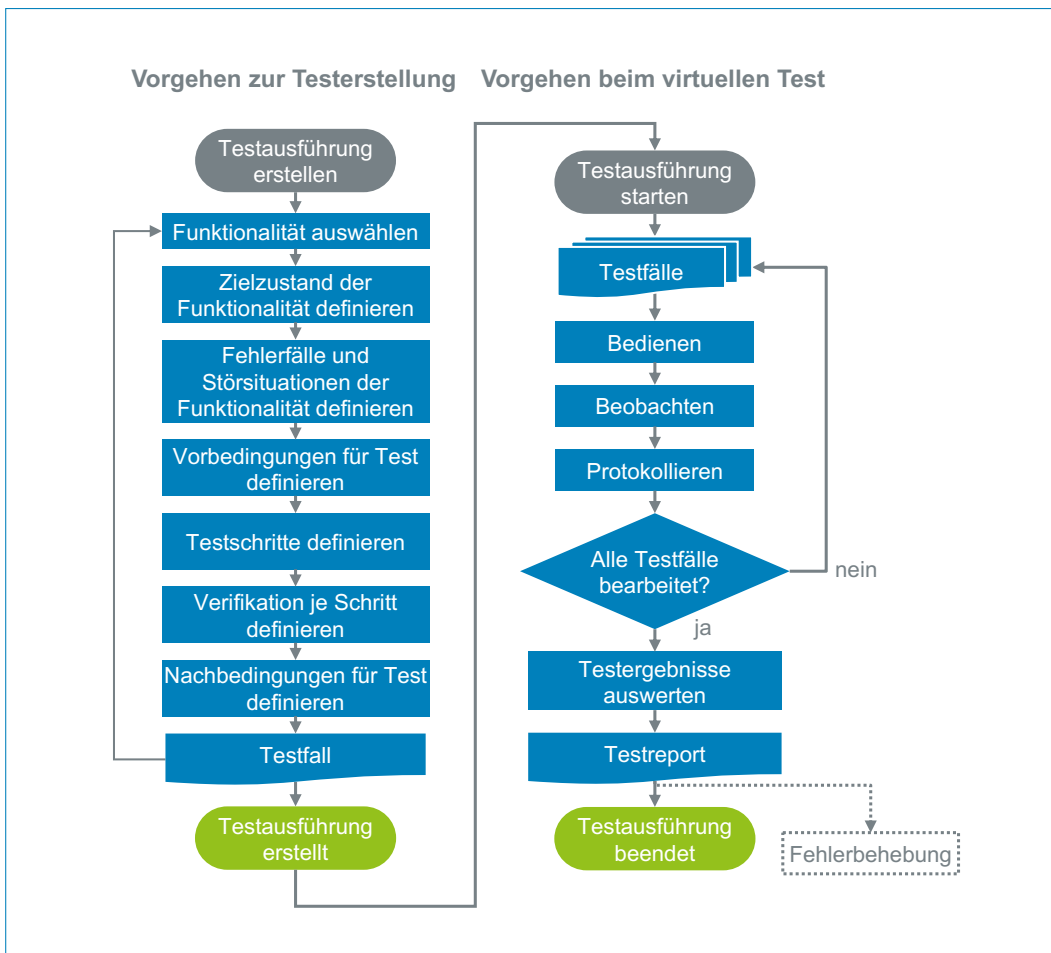 Vorgehen zur Testerstellung
Testausführung
erstellen
Funktionalität auswählen
Zielzustand der
Funktionalität definieren
Fehlerfälle und
Störsituationen der
Funktionalität definieren
Vorbedingungen für Test
definieren
Testschritte definieren
Verifikation je Schritt
definieren
Nachbedingungen für Test
definieren
Testfall
Testausführung
erstellt
Vorgehen beim virtuellen Test
Testausführung
starten
Testfälle
Bedienen
Beobachten
Protokollieren
Alle Testfälle
bearbeitet?
nein
ja
Testergebnisse
auswerten
Testreport
Testausführung
beendet
Fehlerbehebung